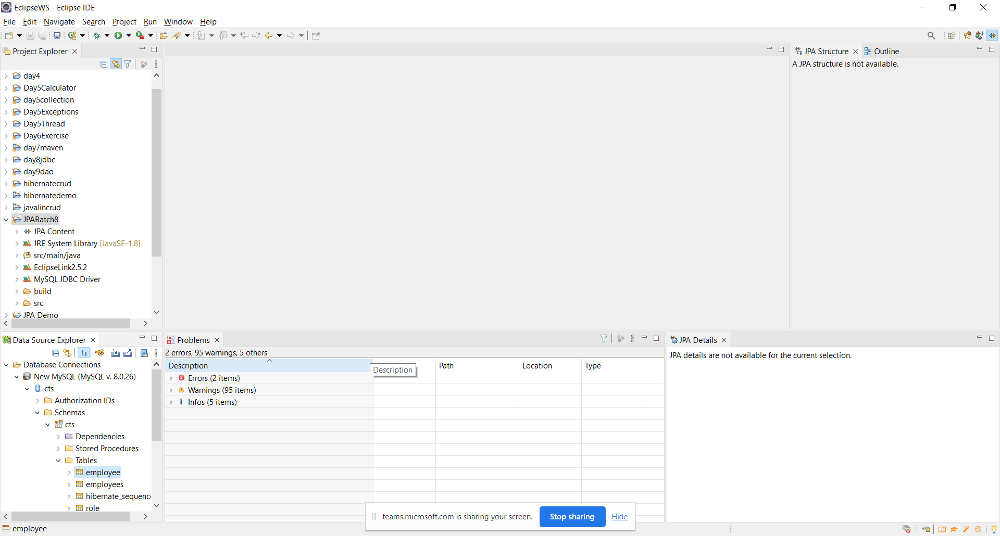 EclipseWS - Eclipse IDE
File Edit Navigate Search Project Run Window Help
Project Explorer
day4
Day5Calculator
day5collection
Day5Exceptions
Day5Thread
Day6Exercise
day7maven
day8jdbc
day9dao
hibernatecrud
hibernatedemo
javalincrud
JPABatch8
JPA Content
JRE System Library [JavaSE-1.8]
src/main/java
EclipseLink2.5.2
MySQL JDBC Driver
build
src
JPA Demo
JPA Structure
Outline
A JPA structure is not available.
Data Source Explorer
Database Connections
New MySQL (MySQL v. 8.0.26)
cts
Authorization IDs
Schemas
cts
Dependencies
Stored Procedures
Tables
employee
employees
hibernate_sequenc
role
Problems
2 errors, 95 warnings, 5 others
Description Path Location Type
Description
Errors (2 items)
Warnings (95 items)
Infos (5 items)
JPA Details
JPA details are not available for the current selection.
teams.microsoft.com is sharing your screen. Stop sharing Hide
employee